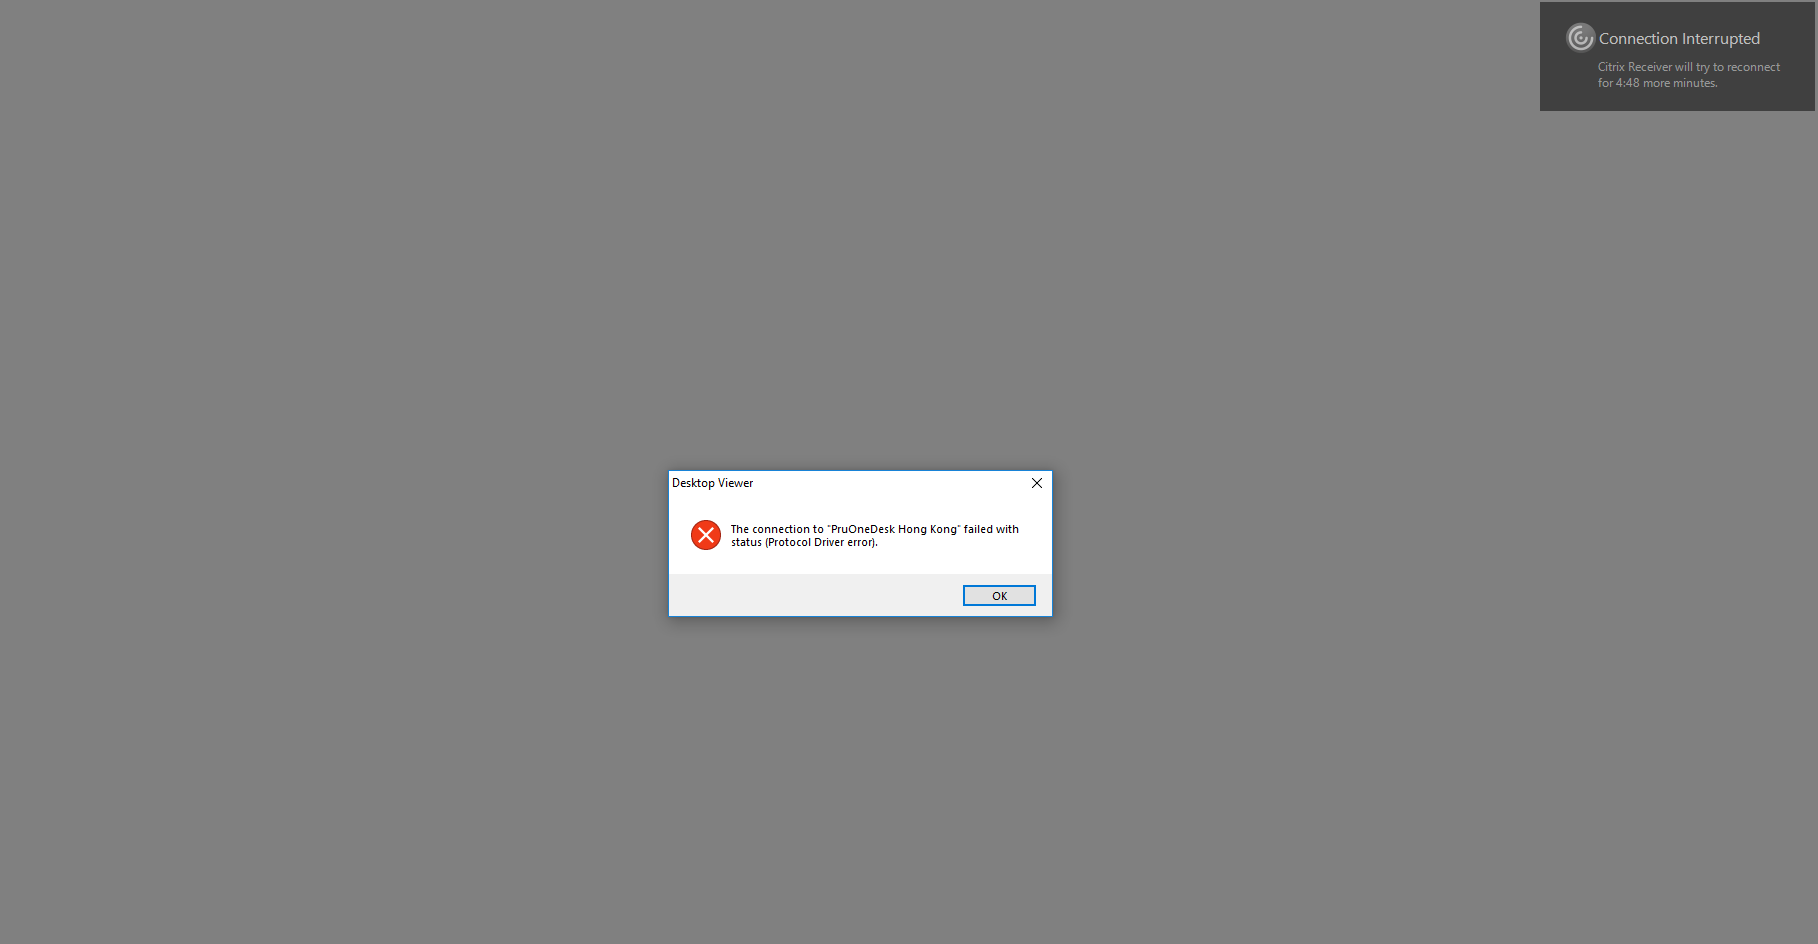 Connection Interrupted
Citrix Receiver will try to reconnect
for 4:48 more minutes.
Desktop Viewer
The connection to "PruOneDesk Hong Kong" failed with
status (Protocol Driver error).
OK